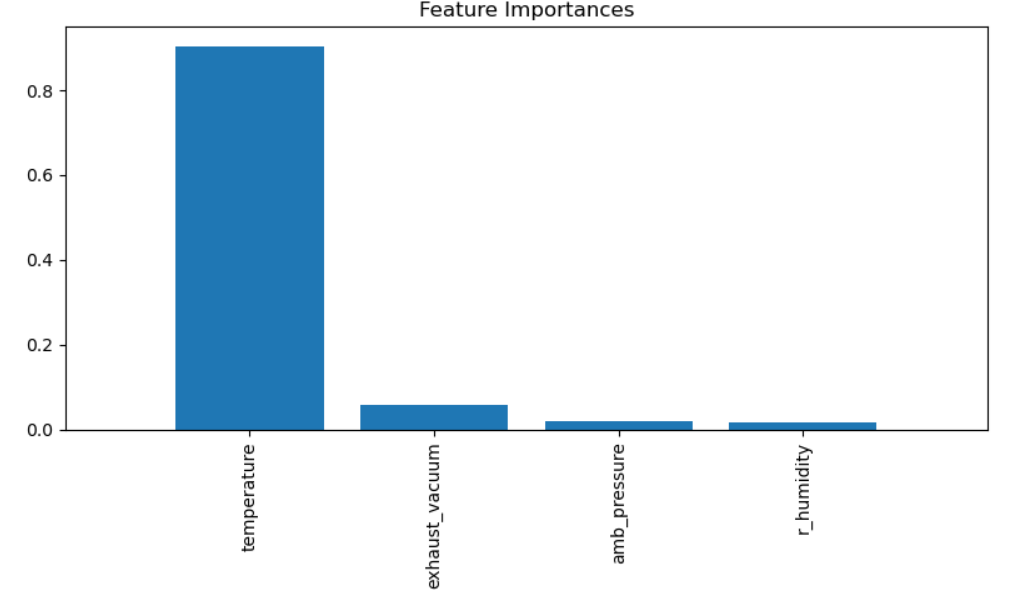 Feature Importances
0.8
0.6
0.4
0.2
0.0
temperature
exhaust_vacuum
amb_pressure
r_humidity